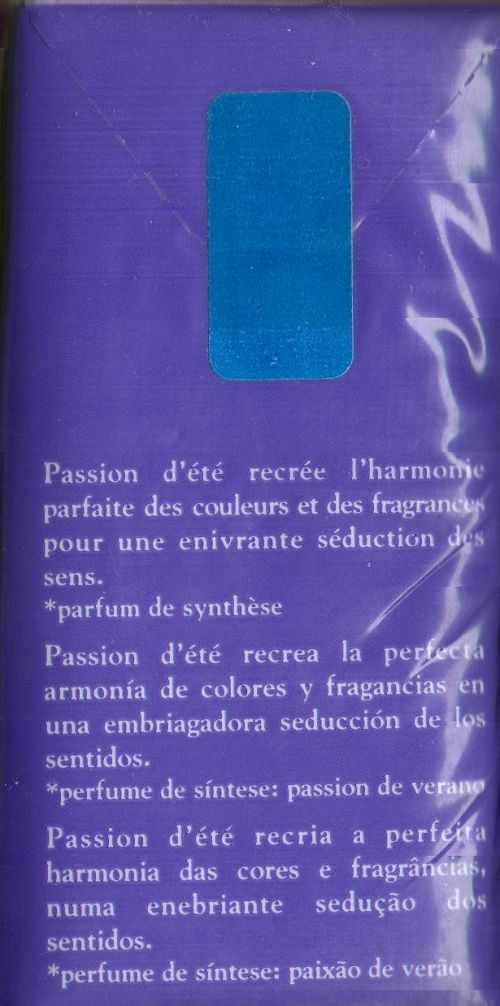 Passion d'été recrée l'harmonie
parfaite des couleurs et des fragrances
pour une enivrante séduction des
sens.
*parfum de synthèse
Passion d'été recrea la perfecta
armonía de colores y fragancias en
una embriagadora seducción de los
sentidos.
*perfume de síntese: passion de verano
Passion d'été recria a perfeita
harmonia das cores e fragrâncias,
numa enebriante sedução dos
sentidos.
*perfume de síntese: paixão de verão